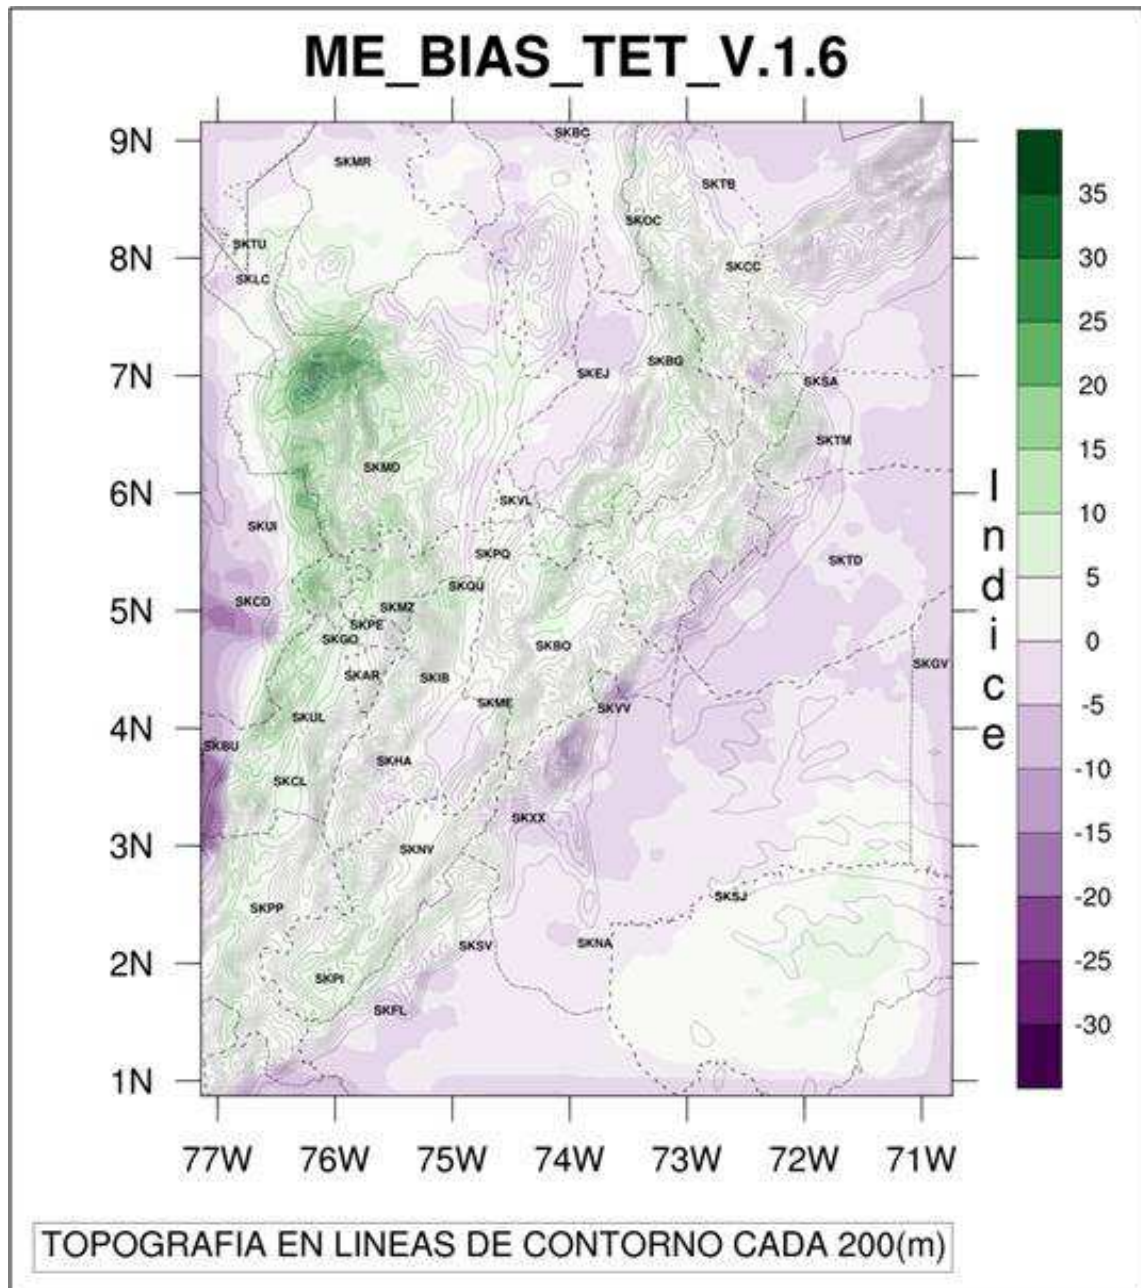 ME_BIAS_TET_V.1.6
9N
8N
7N
6N
5N
4N
3N
2N
1N
77W 76W 75W 74W 73W 72W 71W
SKBC
SKMR
SKTB
SKOC
SKTU
SKCC
SKLC
SKBG
SKEJ
SKSA
SKTM
SKMD
SKVL
SKUI
SKPQ
SKTD
SKQU
SKCD
SKMZ
SKPE
SKGO
SKBO
SKGV
SKAR
SKIB
SKME
SKVV
SKUL
SKBU
SKHA
SKCL
SKXX
SKNV
SKSJ
SKPP
SKSV
SKNA
SKPI
SKFL
35
30
25
20
15
10
5
0
-5
-10
-15
-20
-25
-30
Indice
TOPOGRAFIA EN LINEAS DE CONTORNO CADA 200(m)